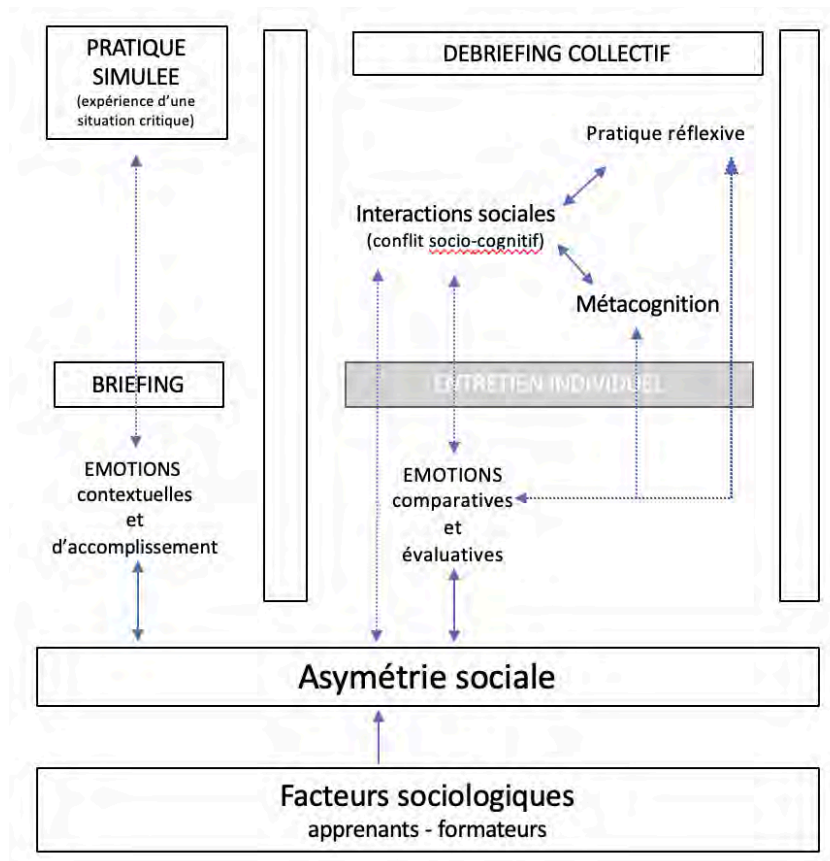 PRATIQUE
SIMULEE
(expérience d'une
situation critique)
BRIEFING
EMOTIONS
contextuelles
et
d'accomplissement
DEBRIEFING COLLECTIF
Pratique réflexive
Interactions sociales
(conflit socio-cognitif)
Métacognition
ENTRETIEN INDIVIDUEL
EMOTIONS
comparatives
et
évaluatives
Asymétrie sociale
Facteurs sociologiques
apprenants - formateurs